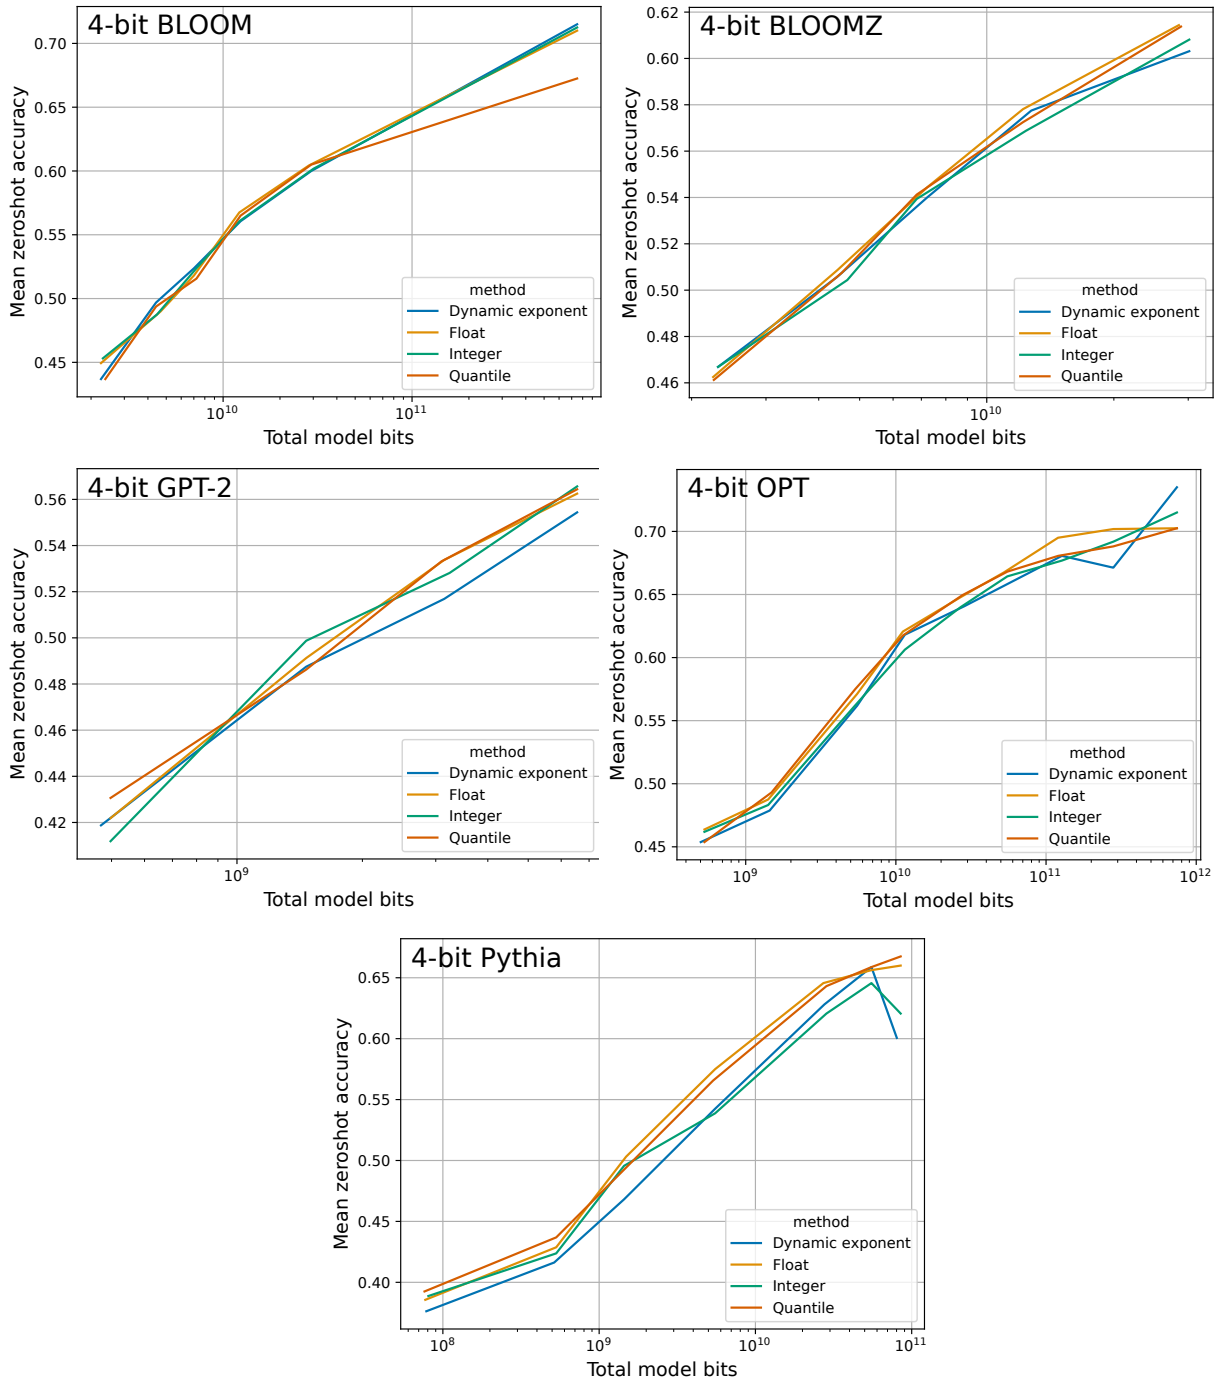 4-bit BLOOM
Mean zeroshot accuracy
0.70
0.65
0.60
0.55
0.50
0.45
method
Dynamic exponent
Float
Integer
Quantile
10^10
10^11
Total model bits
4-bit BLOOMZ
Mean zeroshot accuracy
0.62
0.60
0.58
0.56
0.54
0.52
0.50
0.48
0.46
method
Dynamic exponent
Float
Integer
Quantile
10^10
Total model bits
4-bit GPT-2
Mean zeroshot accuracy
0.56
0.54
0.52
0.50
0.48
0.46
0.44
0.42
method
Dynamic exponent
Float
Integer
Quantile
10^9
Total model bits
4-bit OPT
Mean zeroshot accuracy
0.70
0.65
0.60
0.55
0.50
0.45
method
Dynamic exponent
Float
Integer
Quantile
10^9
10^10
10^11
10^12
Total model bits
4-bit Pythia
Mean zeroshot accuracy
0.65
0.60
0.55
0.50
0.45
0.40
method
Dynamic exponent
Float
Integer
Quantile
10^8
10^9
10^10
10^11
Total model bits